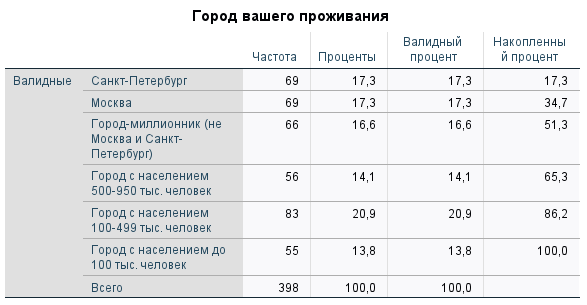 Город вашего проживания
Частота Проценты Валидный процент Накопленны й процент
Валидные Санкт-Петербург 69 17,3 17,3 17,3
Москва 69 17,3 17,3 34,7
Город-миллионник (не Москва и Санкт- Петербург) 66 16,6 16,6 51,3
Город с населением 500-950 тыс. человек 56 14,1 14,1 65,3
Город с населением 100-499 тыс. человек 83 20,9 20,9 86,2
Город с населением до 100 тыс. человек 55 13,8 13,8 100,0
Всего 398 100,0 100,0